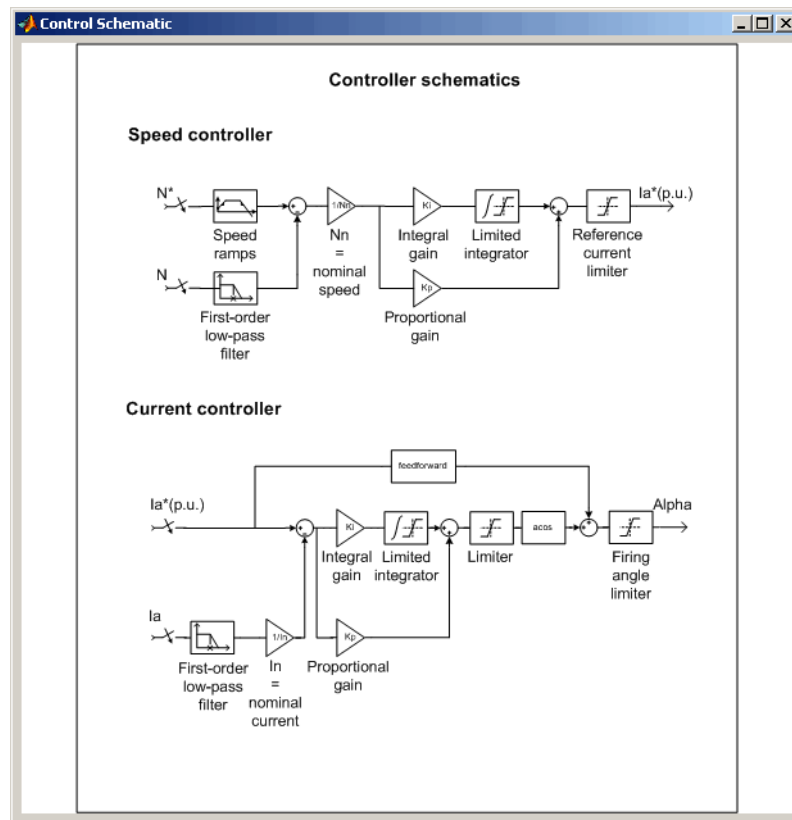 Control Schematic
Controller schematics
Speed controller
N*
Speed
ramps
N
First-order
low-pass
filter
1/Nn
Nn
=
nominal
speed
Ki
Integral
gain
Limited
integrator
Kp
Proportional
gain
Reference
current
limiter
Ia*(p.u.)
Current controller
feedforward
Ia*(p.u.)
Ki
Integral
gain
Limited
integrator
Limiter
acos
Alpha
Firing
angle
limiter
Ia
First-order
low-pass
filter
1/In
In
=
nominal
current
Kp
Proportional
gain